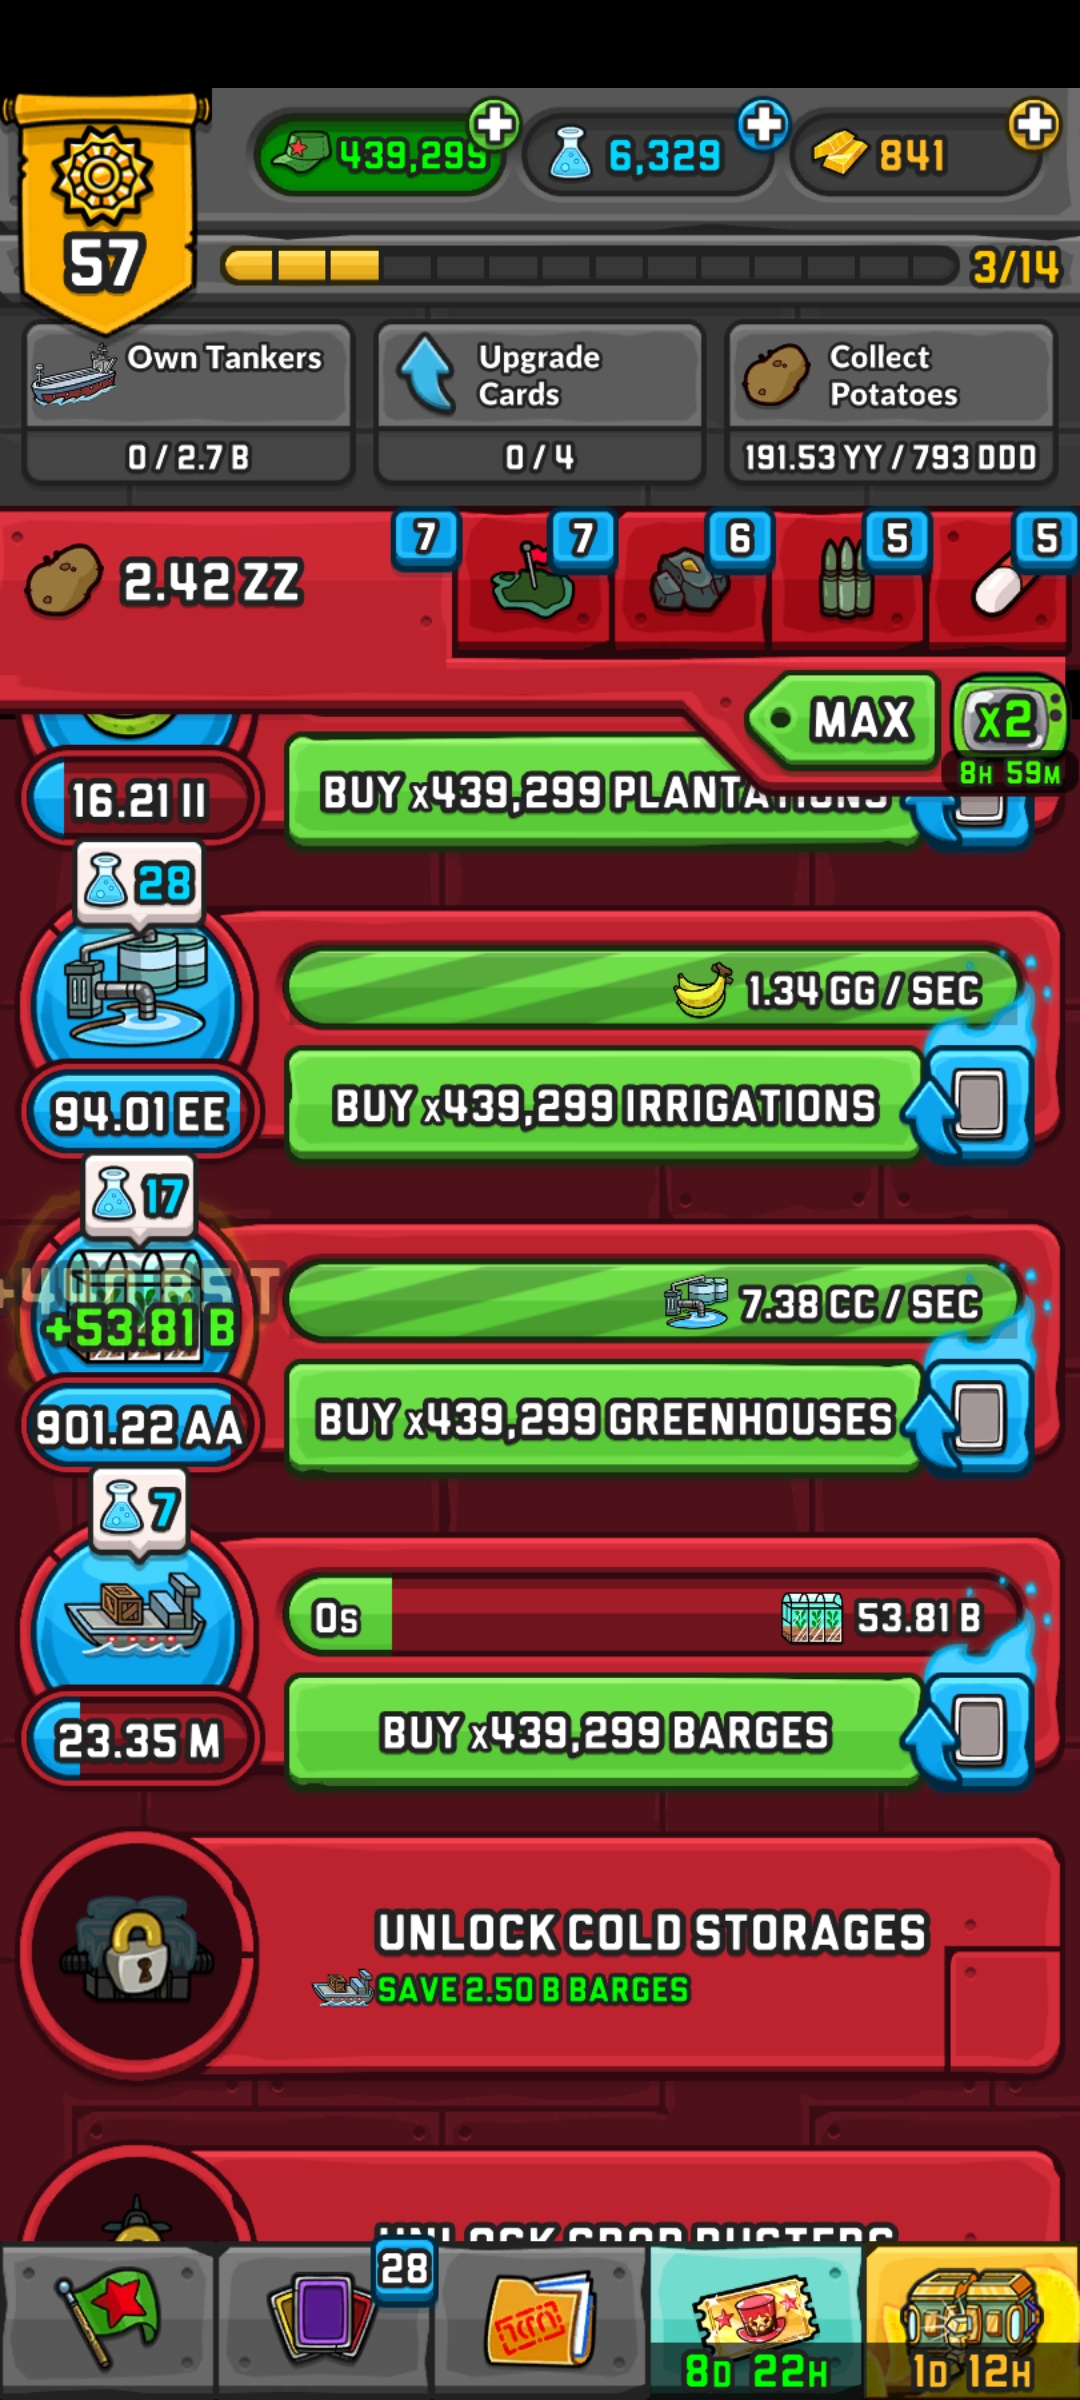 439,299
6,329
841
57
3/14
Own Tankers
0 / 2.7 B
Upgrade
Cards
0 / 4
Collect
Potatoes
191.53 YY / 793 DDD
2.42 ZZ
7
7
6
5
5
MAX
x2
8H 59M
16.21 II
BUY x439,299 PLANTATIONS
28
1.34 GG / SEC
94.01 EE
BUY x439,299 IRRIGATIONS
17
+53.81 B
7.38 CC / SEC
901.22 AA
BUY x439,299 GREENHOUSES
7
0s
53.81 B
23.35 M
BUY x439,299 BARGES
UNLOCK COLD STORAGES
SAVE 2.50 B BARGES
UNLOCK CROP DUSTERS
28
8D 22H
1D 12H